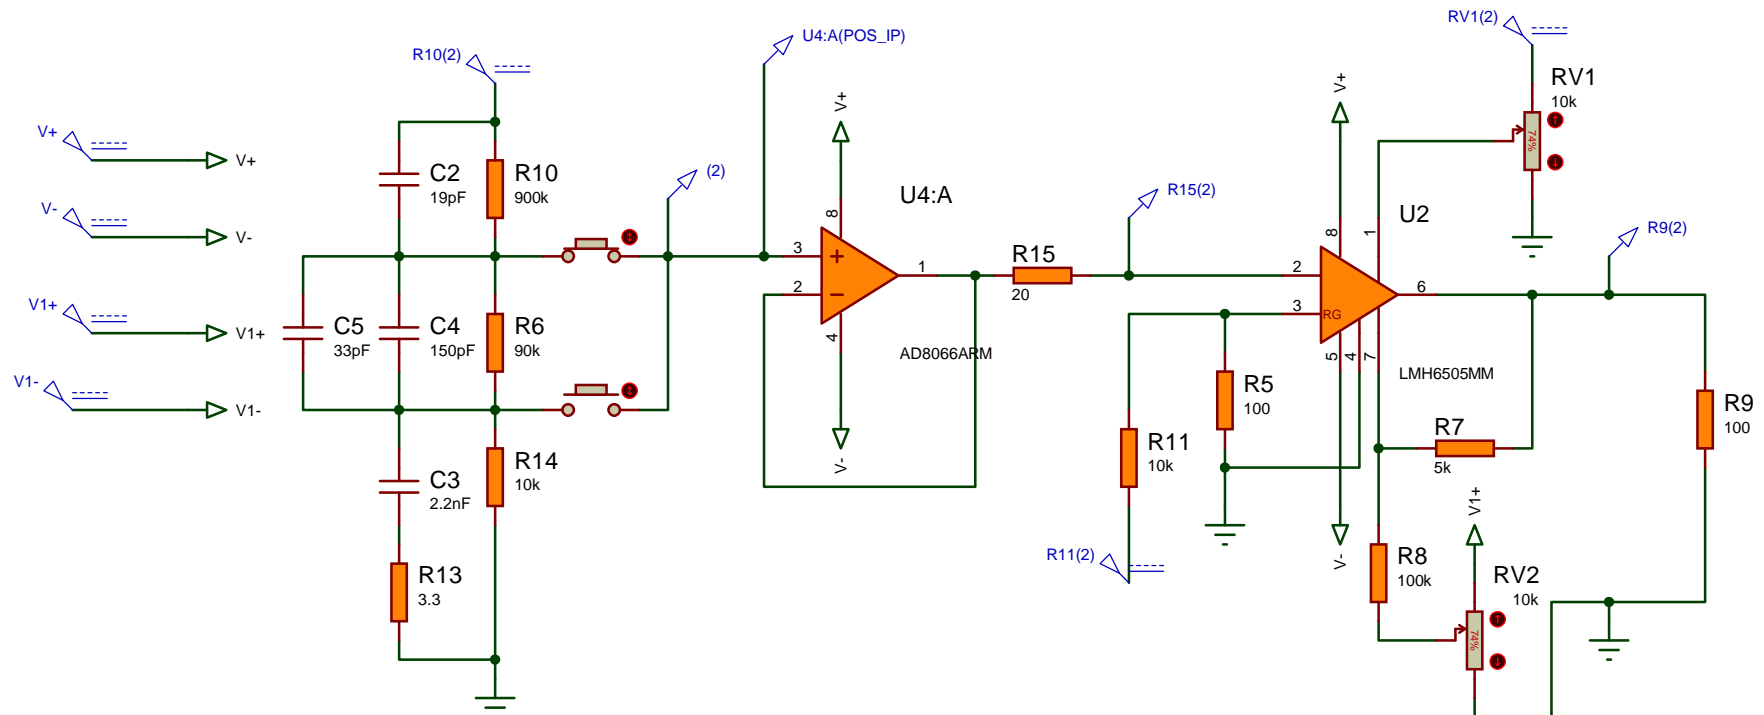 RV1(2)
U4:A(POS_IP)
R10(2)
RV1
10k
74%
V+
V+
V+
V+
C2
19pF
R10
900k
(2)
R15(2)
U4:A
8
V-
V-
U2
8
1
R9(2)
3
1
2
4
R15
20
2
3
6
RG
5
4
7
V1+
V1+
C5
33pF
C4
150pF
R6
90k
AD8066ARM
LMH6505MM
V1-
V1-
R5
100
R9
100
R11
10k
R7
5k
V-
R14
10k
C3
2.2nF
V1+
R11(2)
V-
R8
100k
RV2
10k
74%
R13
3.3